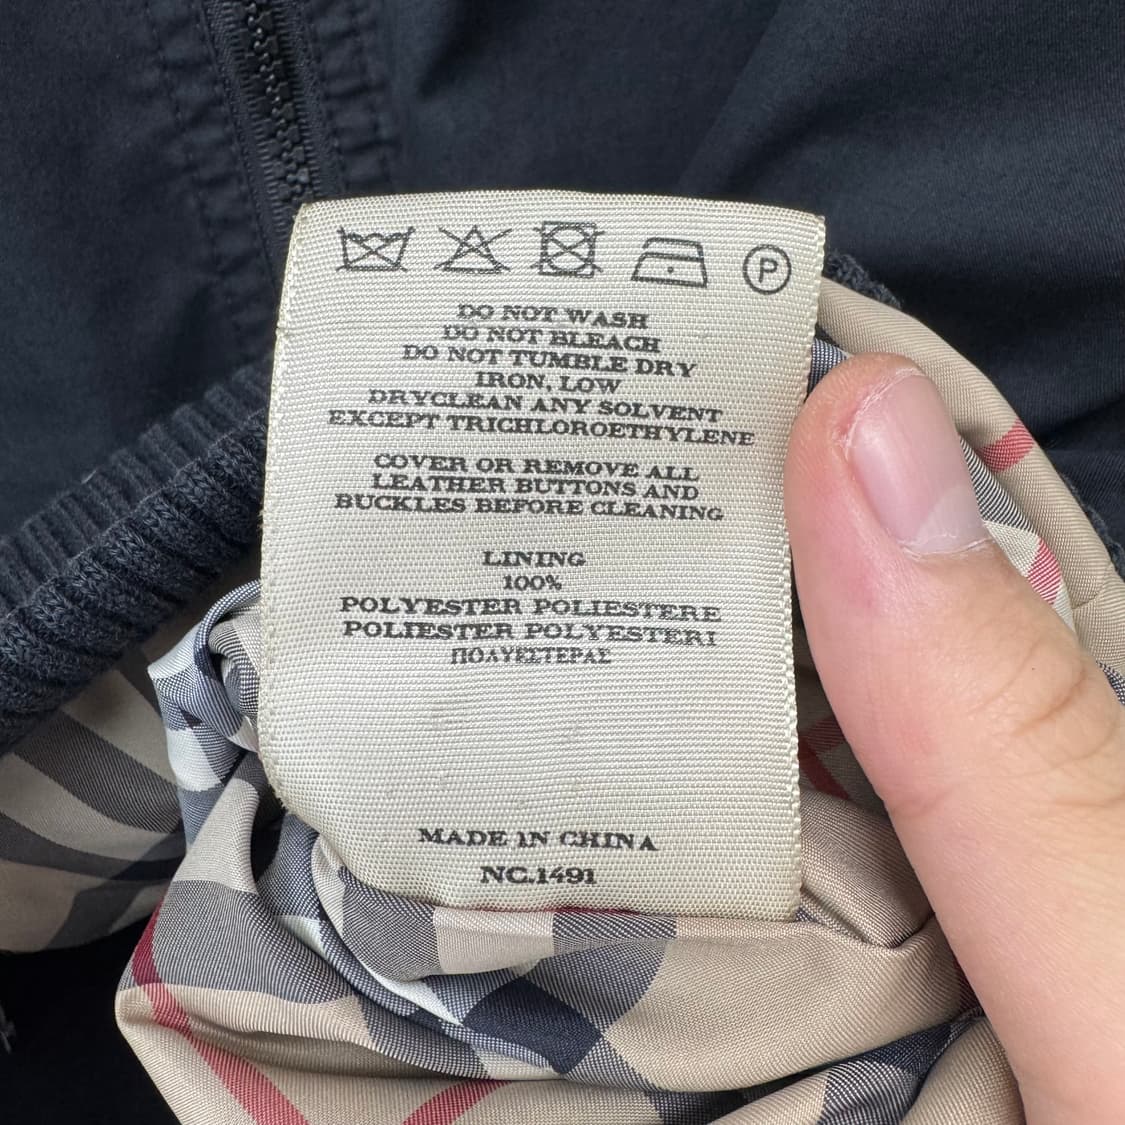 P
DO NOT WASH
DO NOT BLEACH
DO NOT TUMBLE DRY
IRON, LOW
DRYCLEAN ANY SOLVENT
EXCEPT TRICHLOROETHYLENE
COVER OR REMOVE ALL
LEATHER BUTTONS AND
BUCKLES BEFORE CLEANING
LINING
100%
POLYESTER POLIESTERE
POLIESTER POLYESTERI
ΠΟΛΥΕΣΤΕΡΑΣ
MADE IN CHINA
NC.1491